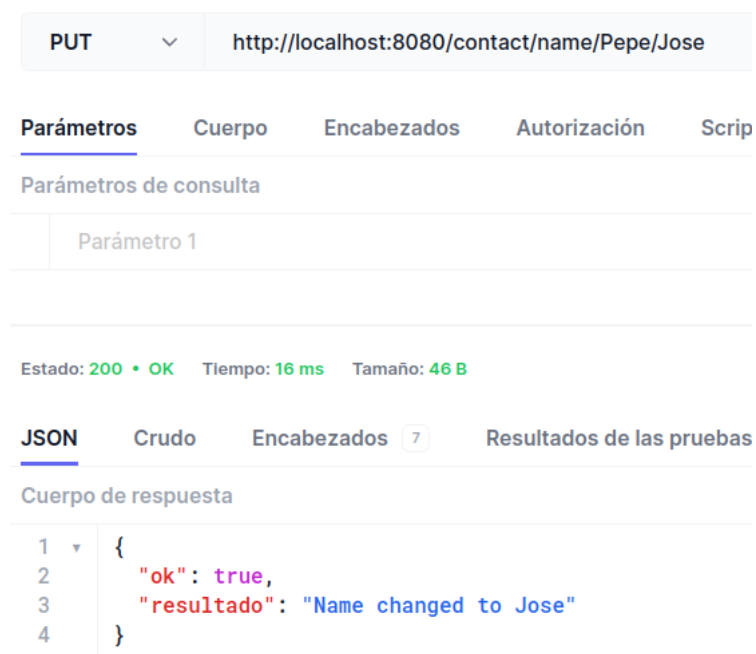 PUT http://localhost:8080/contact/name/Pepe/Jose
Parámetros Cuerpo Encabezados Autorización Scrip
Parámetros de consulta
Parámetro 1
Estado: 200 • OK Tiempo: 16 ms Tamaño: 46 B
JSON Crudo Encabezados 7 Resultados de las pruebas
Cuerpo de respuesta
1 {
2 "ok": true,
3 "resultado": "Name changed to Jose"
4 }